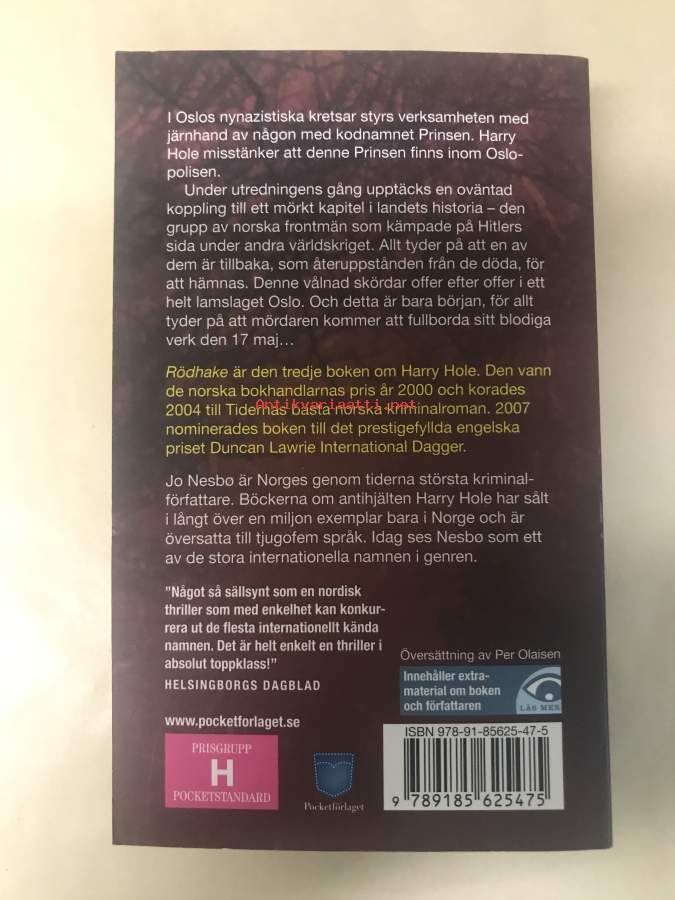 I Oslos nynazistiska kretsar styrs verksamheten med
järnhand av någon med kodnamnet Prinsen. Harry
Hole misstänker att denne Prinsen finns inom Oslo-
polisen.
Under utredningens gång upptäcks en oväntad
koppling till ett mörkt kapitel i landets historia – den
grupp av norska frontmän som kämpade på Hitlers
sida under andra världskriget. Allt tyder på att en av
dem är tillbaka, som återuppstånden från de döda, för
att hämnas. Denne vålnad skördar offer efter offer i ett
helt lamslaget Oslo. Och detta är bara början, för allt
tyder på att mördaren kommer att fullborda sitt blodiga
verk den 17 maj…
Rödhake är den tredje boken om Harry Hole. Den vann
de norska bokhandlarnas pris år 2000 och korades
Antikvariaatti.net
2004 till Tidernas bästa norska kriminalroman. 2007
nominerades boken till det prestigefyllda engelska
priset Duncan Lawrie International Dagger.
Jo Nesbø är Norges genom tiderna största kriminal-
författare. Böckerna om antihjälten Harry Hole har sålt
i långt över en miljon exemplar bara i Norge och är
översatta till tjugofem språk. Idag ses Nesbø som ett
av de stora internationella namnen i genren.
”Något så sällsynt som en nordisk
thriller som med enkelhet kan konkur-
rera ut de flesta internationellt kända
namnen. Det är helt enkelt en thriller i
absolut toppklass!”
HELSINGBORGS DAGBLAD
Översättning av Per Olaisen
Innehåller extra-
material om boken
och författaren
LÄS MER
www.pocketforlaget.se
PRISGRUPP
H
POCKETSTANDARD
Pocketförlaget
ISBN 978-91-85625-47-5
9 789185 625475